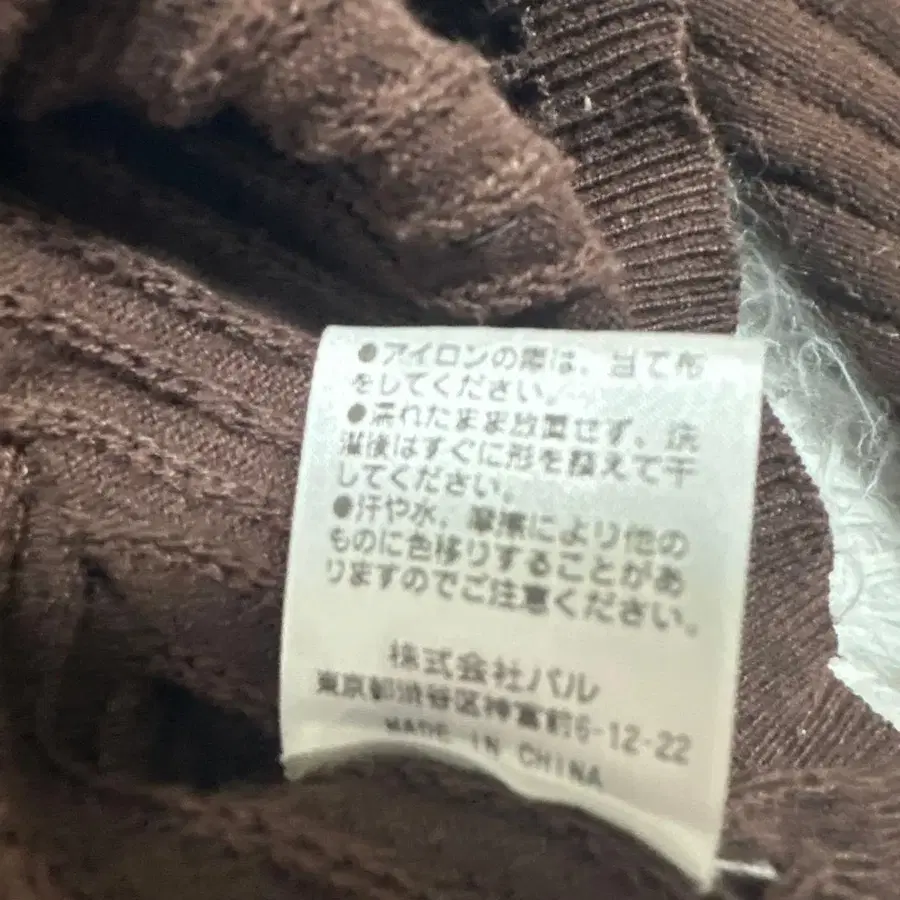 ●アイロンの際は、当て布
をしてください。
●濡れたまま放置せず、洗
濯後はすぐに形を整えて干
してください。
●汗や水、摩擦により他の
ものに色移りすることがあ
りますのでご注意ください。
株式会社パル
東京都渋谷区神宮前6-12-22
MADE IN CHINA